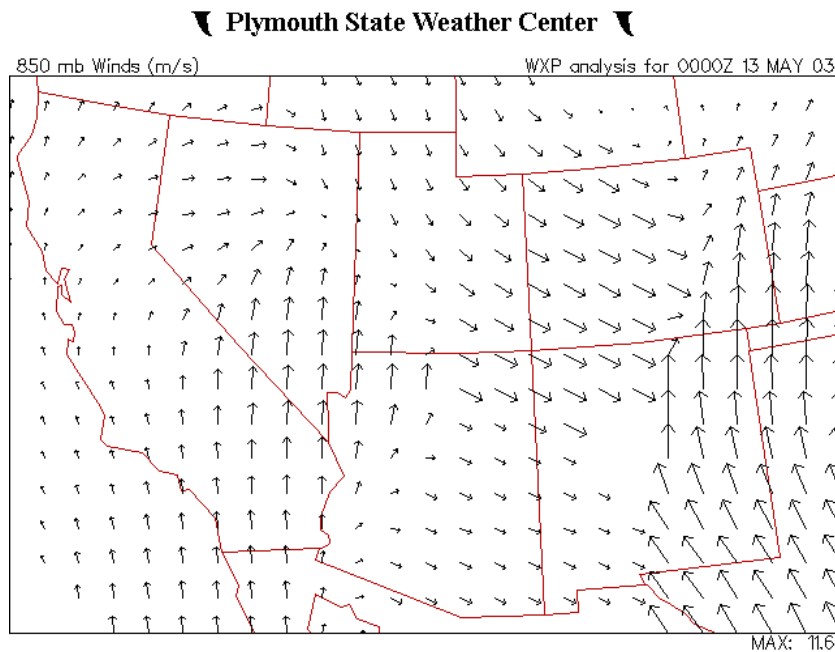 Plymouth State Weather Center
850 mb Winds (m/s) WXP analysis for 0000Z 13 MAY 03
MAX: 11.6